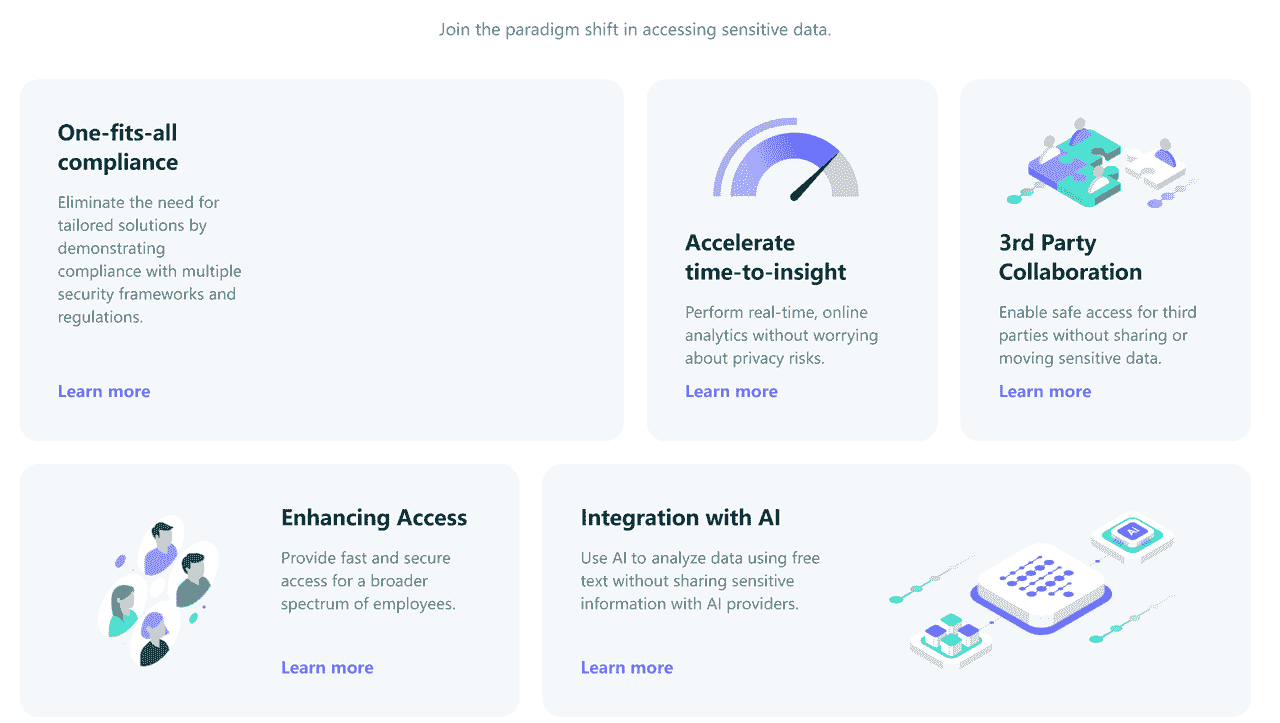 Join the paradigm shift in accessing sensitive data.
One-fits-all
compliance
Eliminate the need for
tailored solutions by
demonstrating
compliance with multiple
security frameworks and
regulations.
Learn more
Accelerate
time-to-insight
Perform real-time, online
analytics without worrying
about privacy risks.
Learn more
3rd Party
Collaboration
Enable safe access for third
parties without sharing or
moving sensitive data.
Learn more
Enhancing Access
Provide fast and secure
access for a broader
spectrum of employees.
Learn more
Integration with AI
Use AI to analyze data using free
text without sharing sensitive
information with AI providers.
Learn more
AI